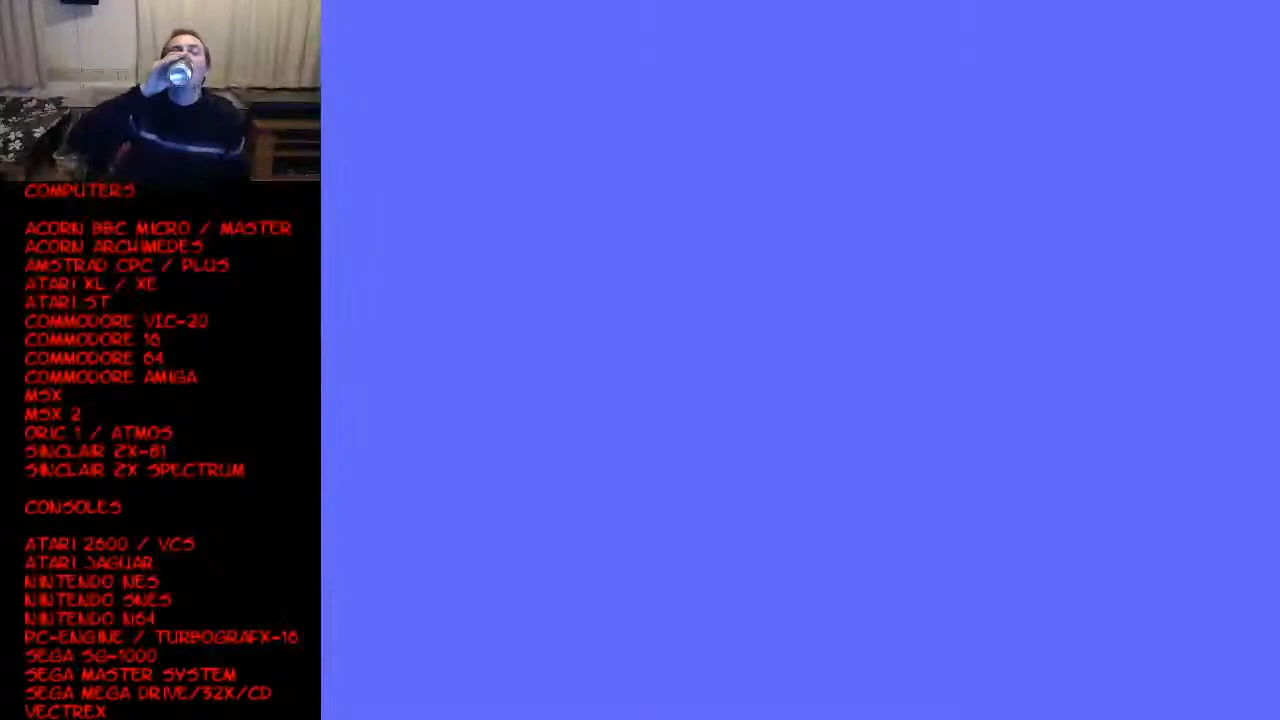 COMPUTERS
ACORN BBC MICRO / MASTER
ACORN ARCHIMEDES
AMSTRAD CPC / PLUS
ATARI XL / XE
ATARI ST
COMMODORE VIC-20
COMMODORE 16
COMMODORE 64
COMMODORE AMIGA
MSX
MSX 2
ORIC 1 / ATMOS
SINCLAIR ZX-81
SINCLAIR ZX SPECTRUM
CONSOLES
ATARI 2600 / VCS
ATARI JAGUAR
NINTENDO NES
NINTENDO SNES
NINTENDO N64
PC-ENGINE / TURBOGRAFX-16
SEGA SG-1000
SEGA MASTER SYSTEM
SEGA MEGA DRIVE/32X/CD
VECTREX